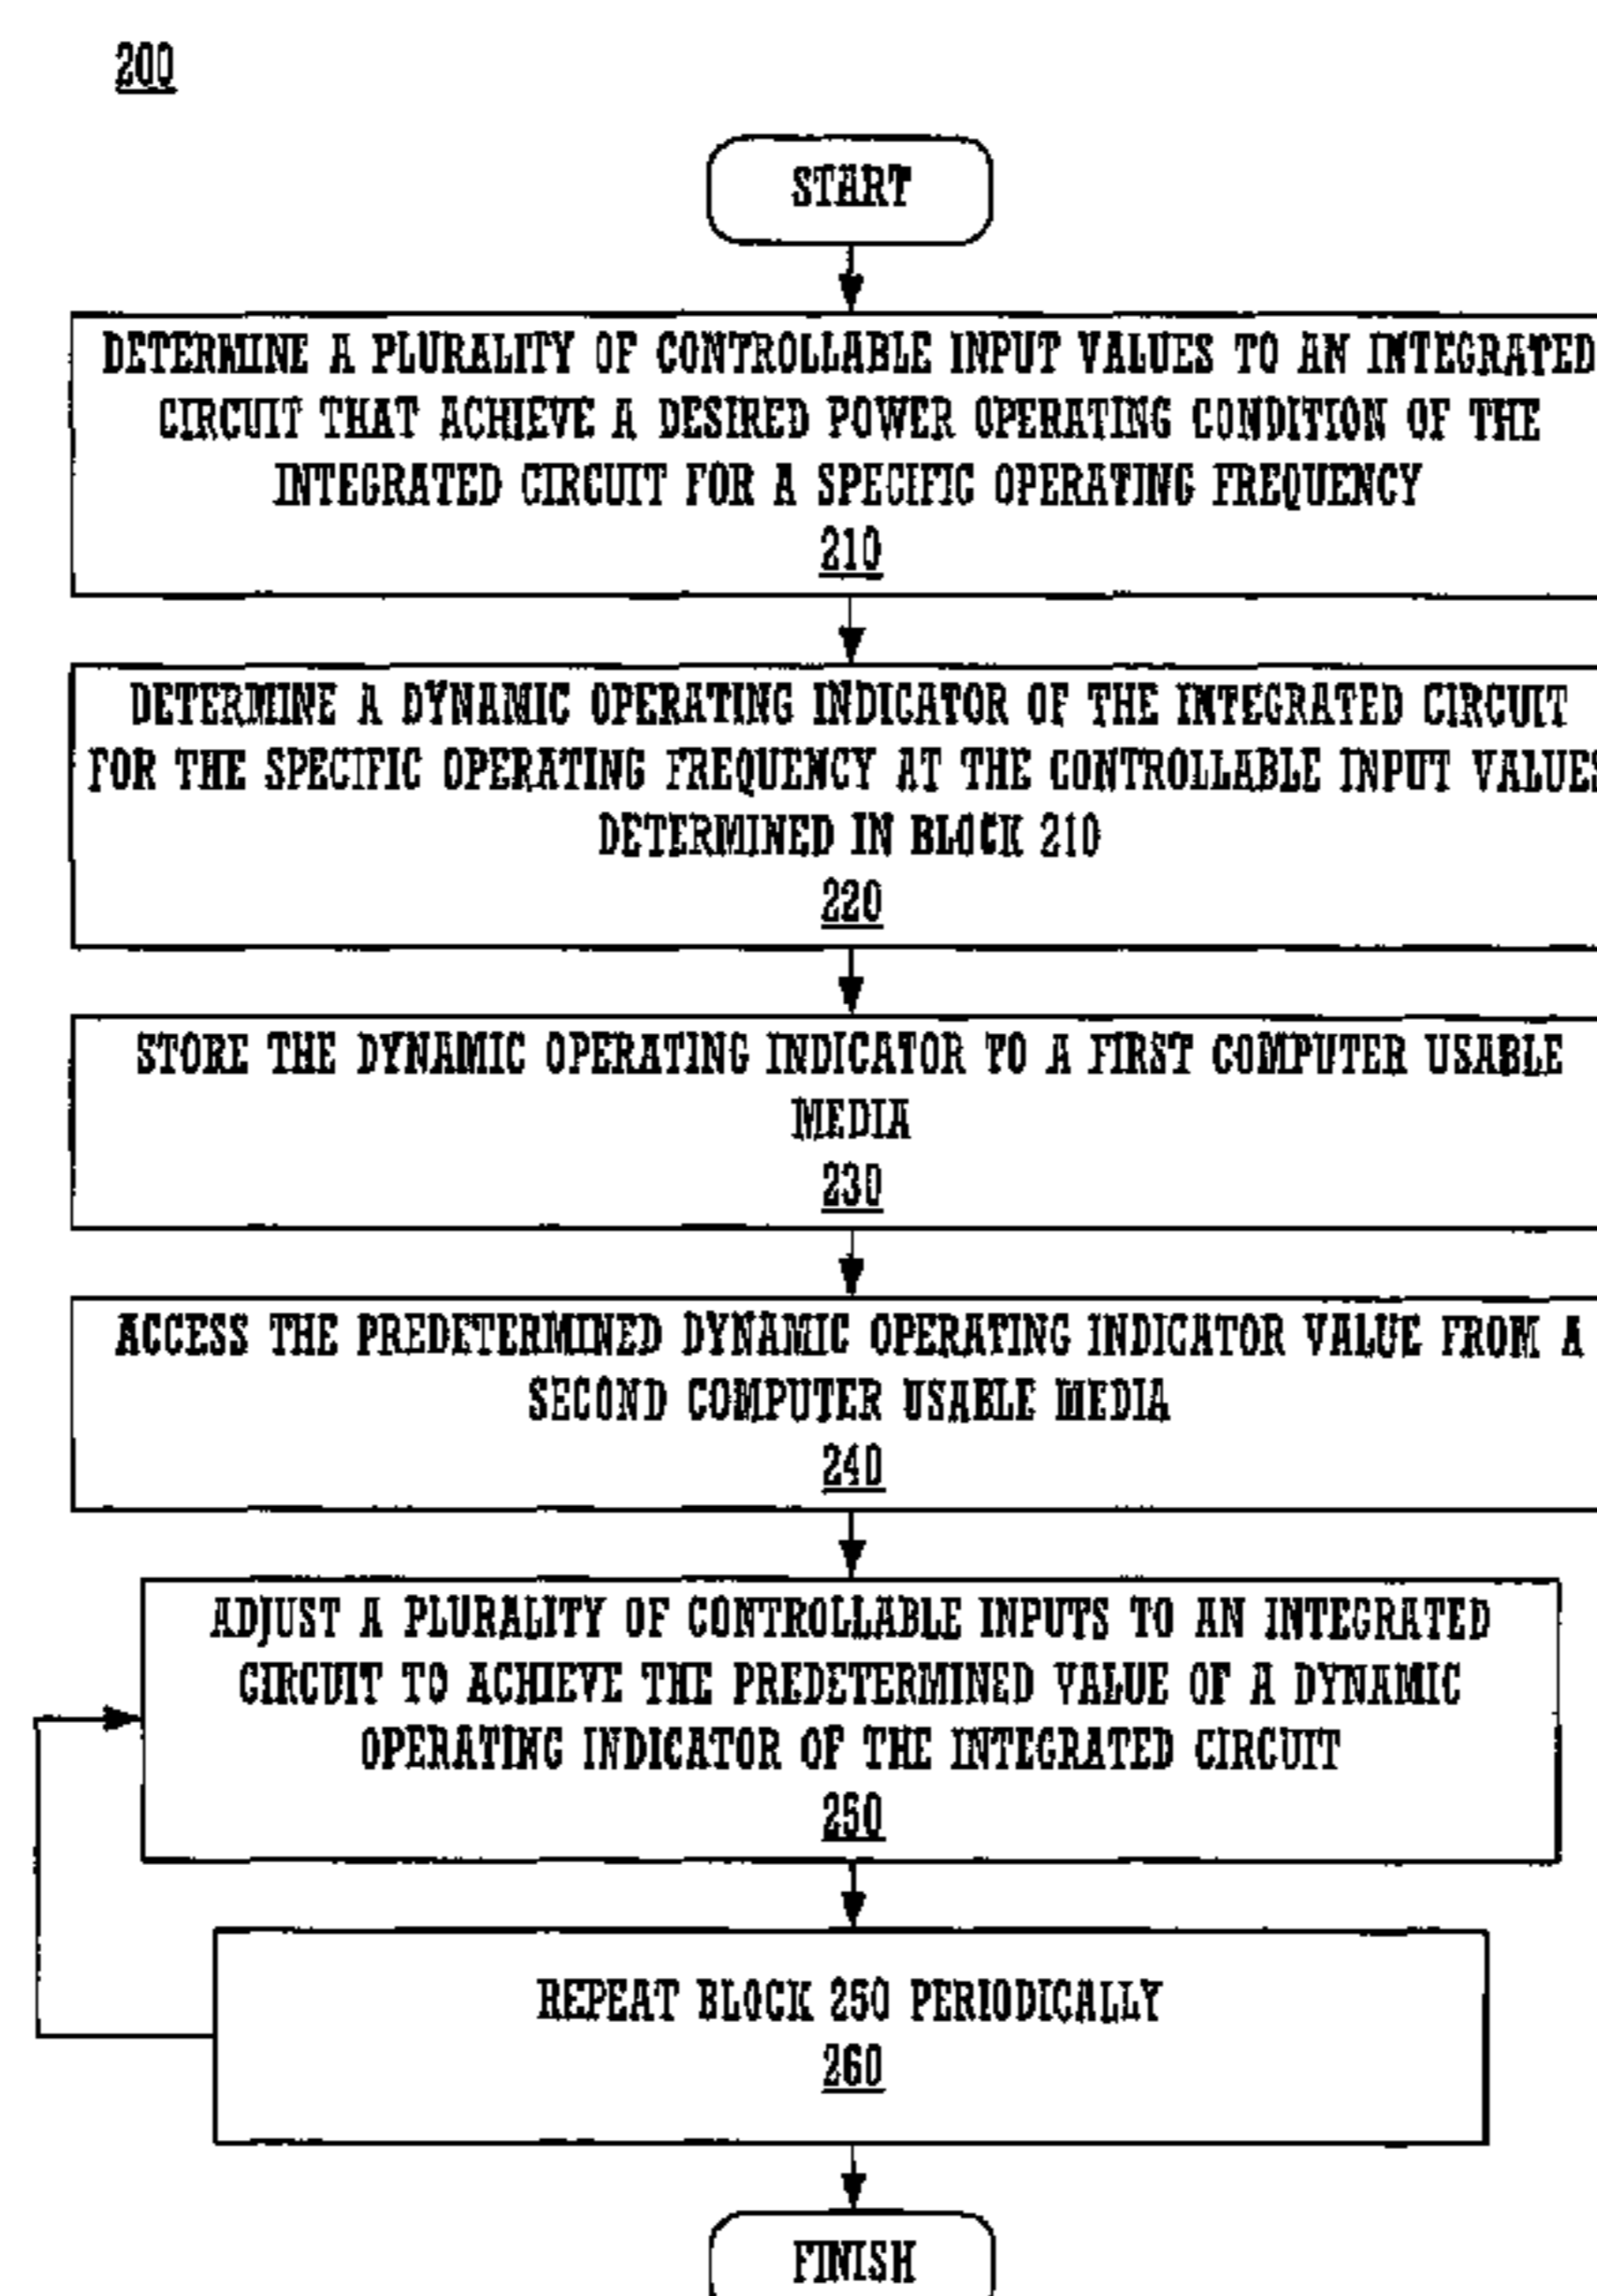 200
START
DETERMINE A PLURALITY OF CONTROLLABLE INPUT VALUES TO AN INTEGRATED
CIRCUIT THAT ACHIEVE A DESIRED POWER OPERATING CONDITION OF THE
INTEGRATED CIRCUIT FOR A SPECIFIC OPERATING FREQUENCY
210
DETERMINE A DYNAMIC OPERATING INDICATOR OF THE INTEGRATED CIRCUIT
FOR THE SPECIFIC OPERATING FREQUENCY AT THE CONTROLLABLE INPUT VALUES
DETERMINED IN BLOCK 210
220
STORE THE DYNAMIC OPERATING INDICATOR TO A FIRST COMPUTER USABLE
MEDIA
230
ACCESS THE PREDETERMINED DYNAMIC OPERATING INDICATOR VALUE FROM A
SECOND COMPUTER USABLE MEDIA
240
ADJUST A PLURALITY OF CONTROLLABLE INPUTS TO AN INTEGRATED
CIRCUIT TO ACHIEVE THE PREDETERMINED VALUE OF A DYNAMIC
OPERATING INDICATOR OF THE INTEGRATED CIRCUIT
250
REPEAT BLOCK 250 PERIODICALLY
260
FINISH